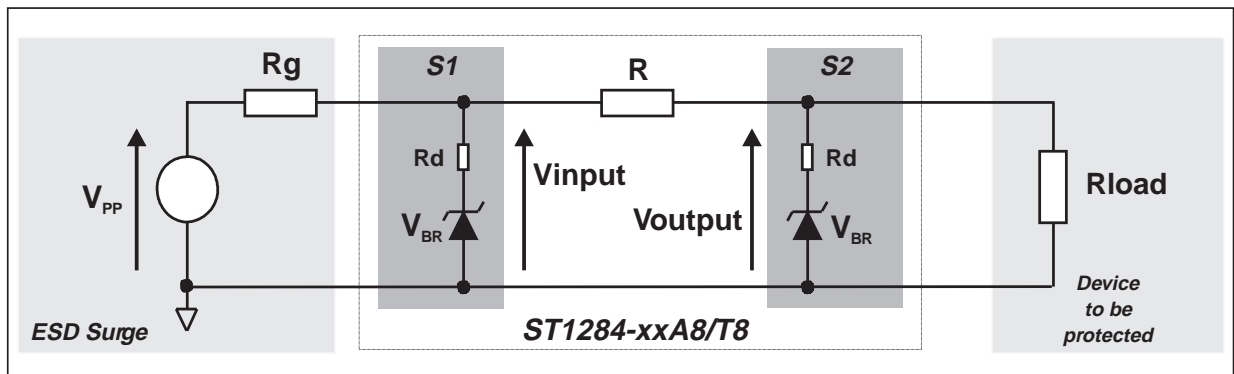 Rg
S1
R
S2
Rd
Vinput
Rd
Rload
VPP
VBR
Voutput
VBR
Device
to be
protected
ESD Surge
ST1284-xxA8/T8